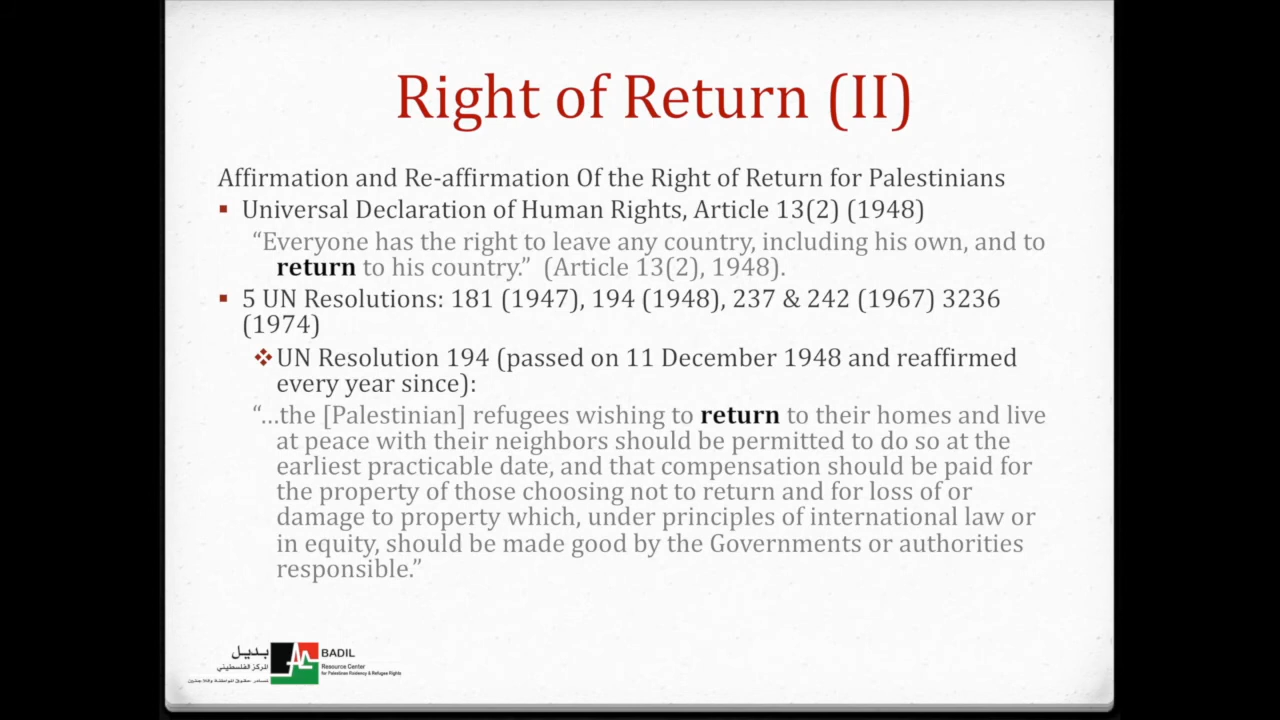 Right of Return (II)
Affirmation and Re-affirmation Of the Right of Return for Palestinians
▪ Universal Declaration of Human Rights, Article 13(2) (1948)
“Everyone has the right to leave any country, including his own, and to
return to his country.” (Article 13(2), 1948).
▪ 5 UN Resolutions: 181 (1947), 194 (1948), 237 & 242 (1967) 3236
(1974)
❖UN Resolution 194 (passed on 11 December 1948 and reaffirmed
every year since):
“…the [Palestinian] refugees wishing to return to their homes and live
at peace with their neighbors should be permitted to do so at the
earliest practicable date, and that compensation should be paid for
the property of those choosing not to return and for loss of or
damage to property which, under principles of international law or
in equity, should be made good by the Governments or authorities
responsible.”
بديل
المركز الفلسطيني
لمصادر حقوق المواطنة واللاجئين
BADIL
Resource Center
for Palestinian Residency & Refugee Rights